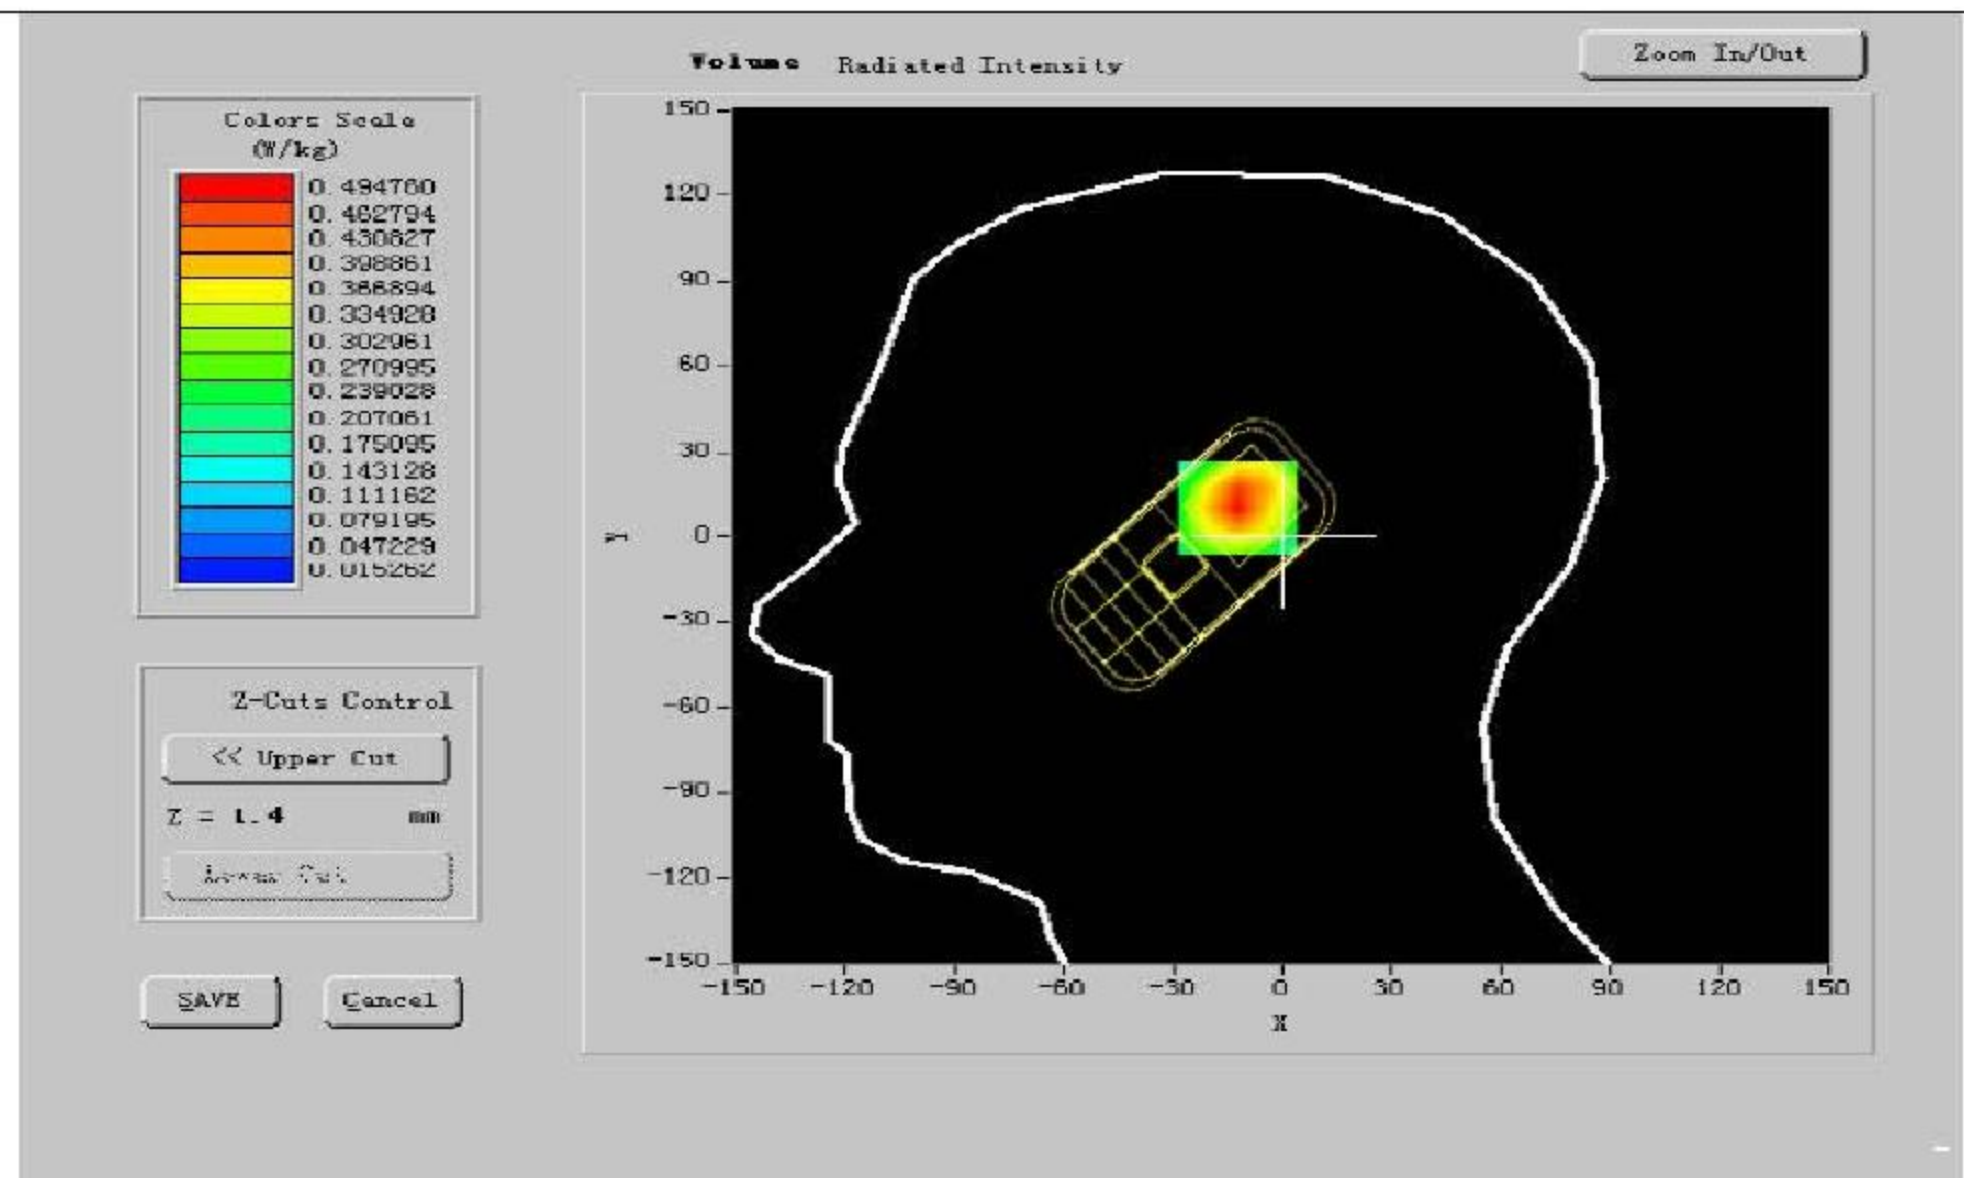 Volume Radiated Intensity
Zoom In/Out
Colors Scale
(W/kg)
0.494760
0.462794
0.430827
0.398861
0.366894
0.334928
0.302961
0.270995
0.239028
0.207061
0.175095
0.143128
0.111162
0.079195
0.047229
0.015262
Z-Cuts Control
<< Upper Cut
Z = 1.4 mm
Lower Cut
SAVE
Cancel
150
120
90
60
30
0
-30
-60
-90
-120
-150
Y
-150 -120 -90 -60 -30 0 30 60 90 120 150
X